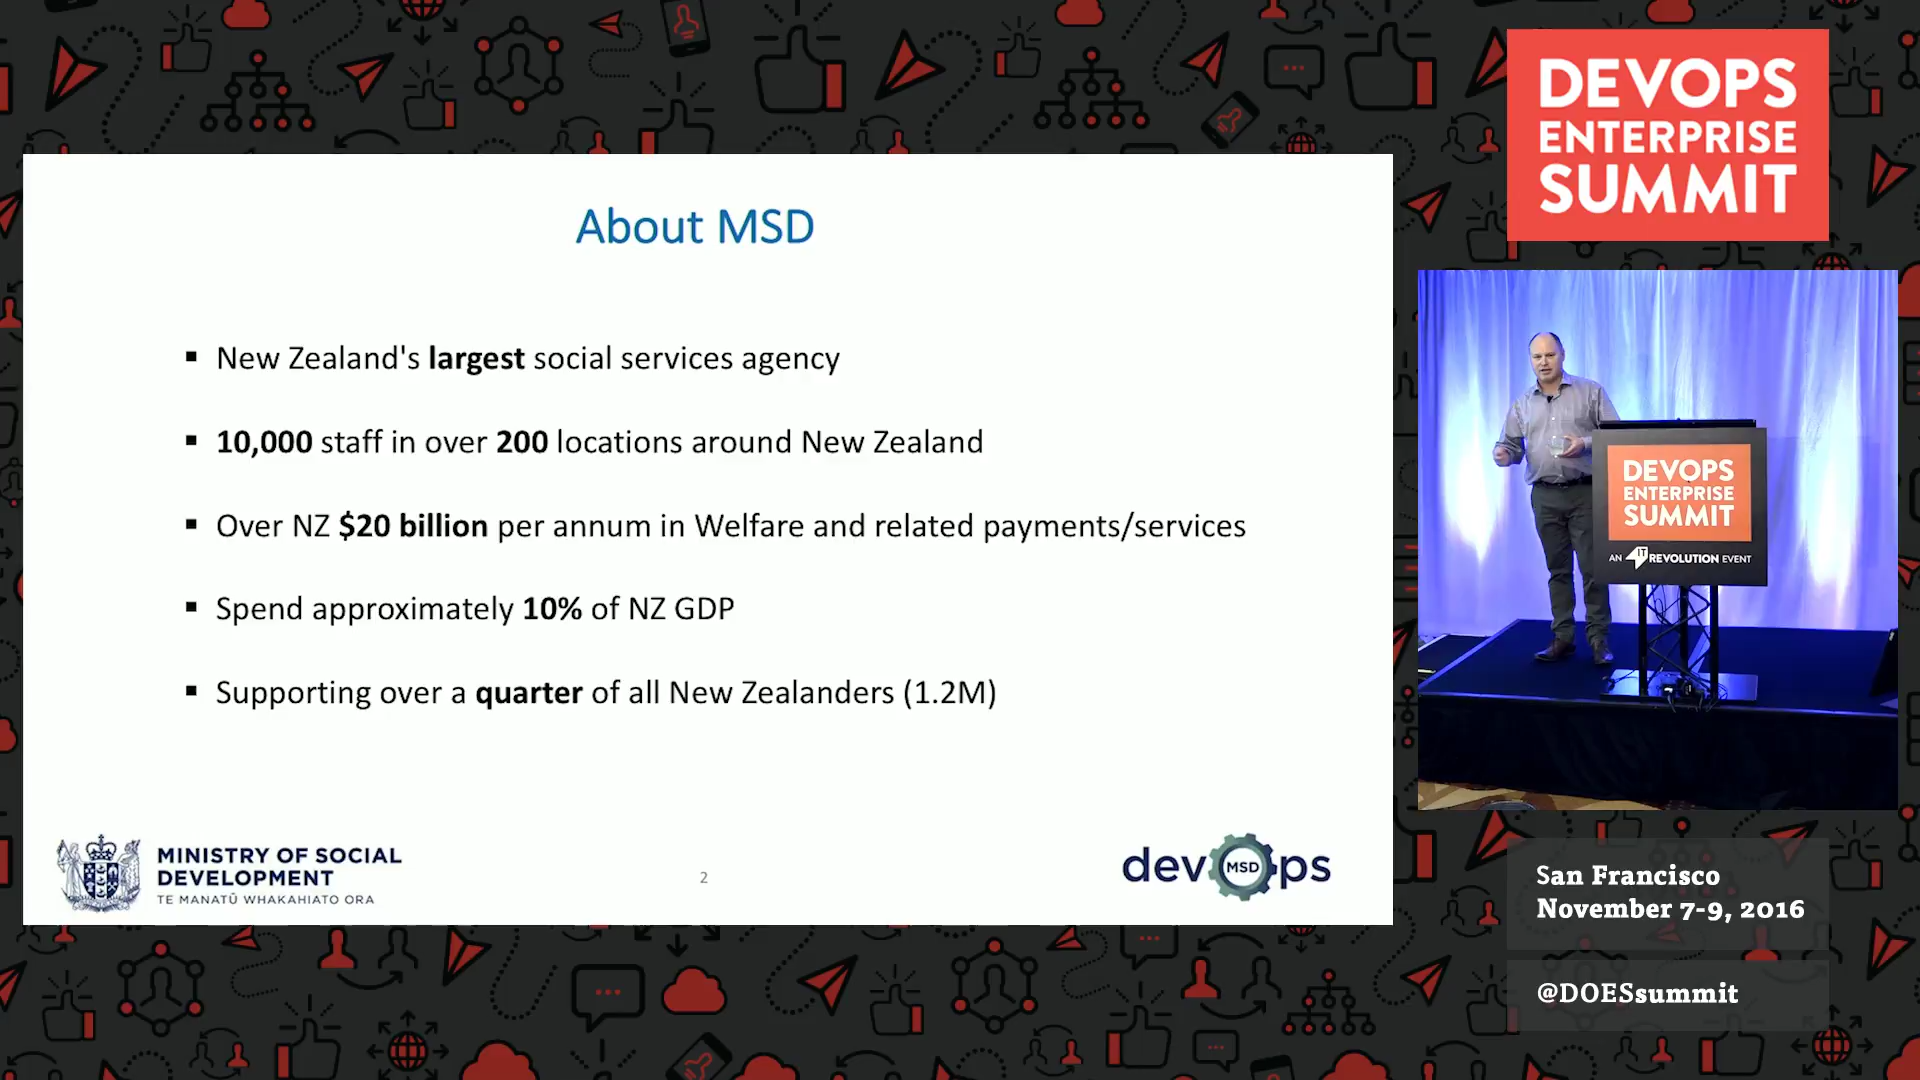 About MSD
▪ New Zealand's largest social services agency
▪ 10,000 staff in over 200 locations around New Zealand
▪ Over NZ $20 billion per annum in Welfare and related payments/services
▪ Spend approximately 10% of NZ GDP
▪ Supporting over a quarter of all New Zealanders (1.2M)
MINISTRY OF SOCIAL
DEVELOPMENT
TE MANATŪ WHAKAHIATO ORA
2
devops
MSD
DEVOPS
ENTERPRISE
SUMMIT
DEVOPS
ENTERPRISE
SUMMIT
AN IT REVOLUTION EVENT
San Francisco
November 7-9, 2016
@DOESsummit